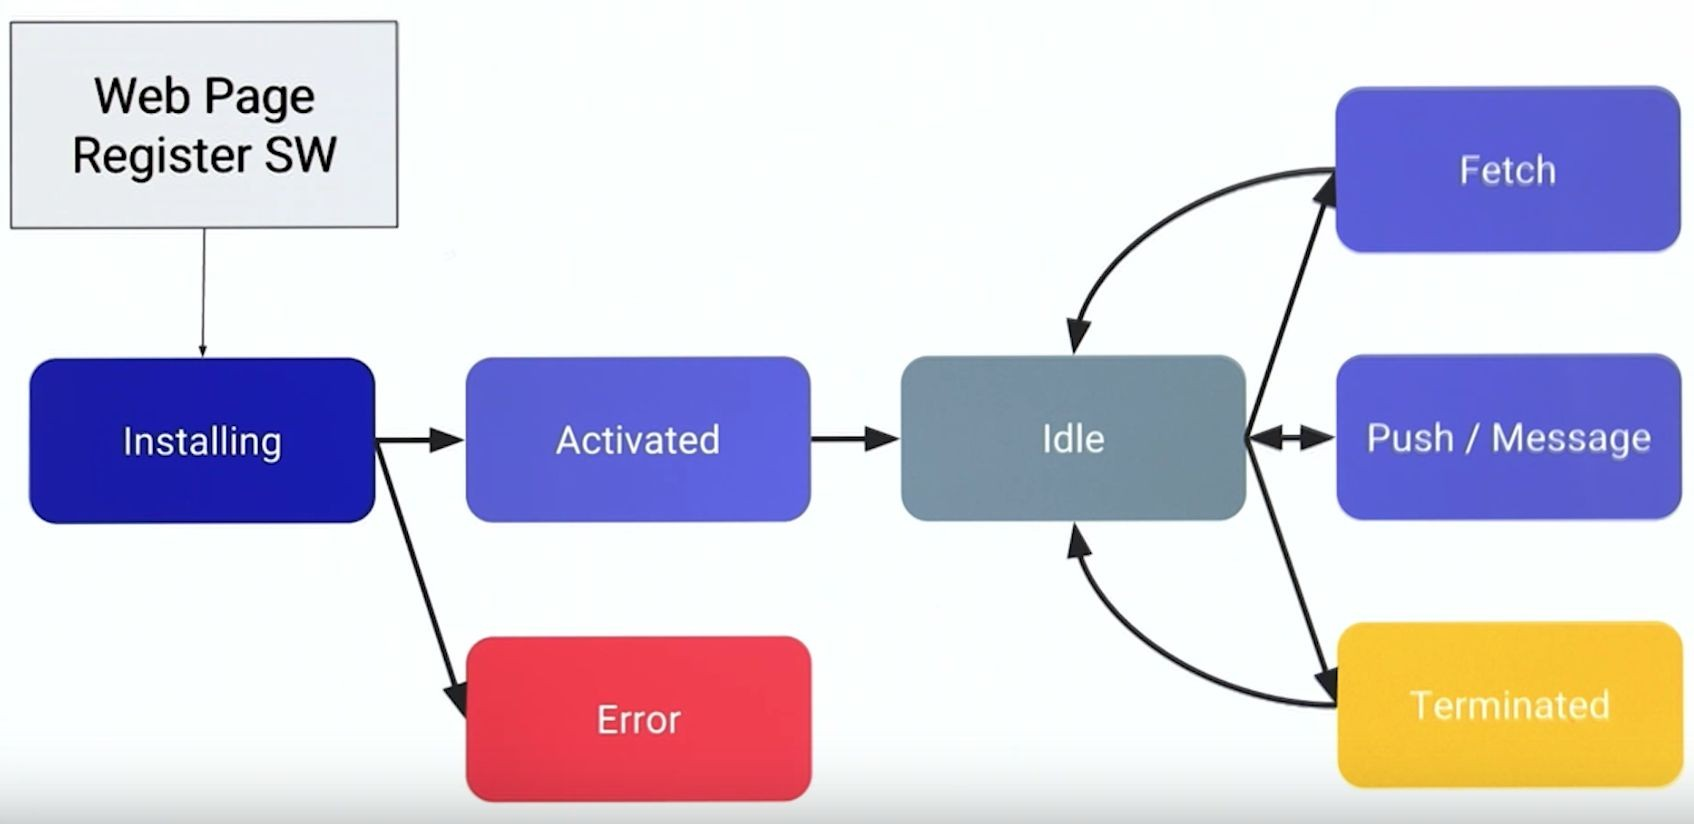 Web Page
Register SW
Fetch
Installing
Activated
Idle
Push / Message
Error
Terminated